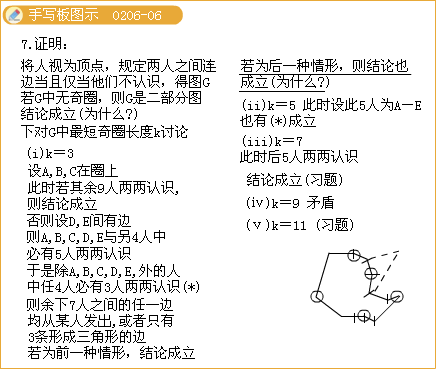 手写板图示 0206-06
7.证明:
将人视为顶点,规定两人之间连
边当且仅当他们不认识,得图G
若G中无奇圈,则G是二部分图
结论成立(为什么?)
下对G中最短奇圈长度k讨论
(i)k=3
设A,B,C在圈上
此时若其余9人两两认识,
则结论成立
否则设D,E间有边
则A,B,C,D,E与另4人中
必有5人两两认识
于是除A,B,C,D,E,外的人
中任4人必有3人两两认识(*)
则余下7人之间的任一边
均从某人发出,或者只有
3条形成三角形的边
若为前一种情形,结论成立
若为后一种情形,则结论也
成立(为什么?)
(ii)k=5 此时设此5人为A—E
也有(*)成立
(iii)k=7
此时后5人两两认识
结论成立(习题)
(iv)k=9 矛盾
(v)k=11 (习题)